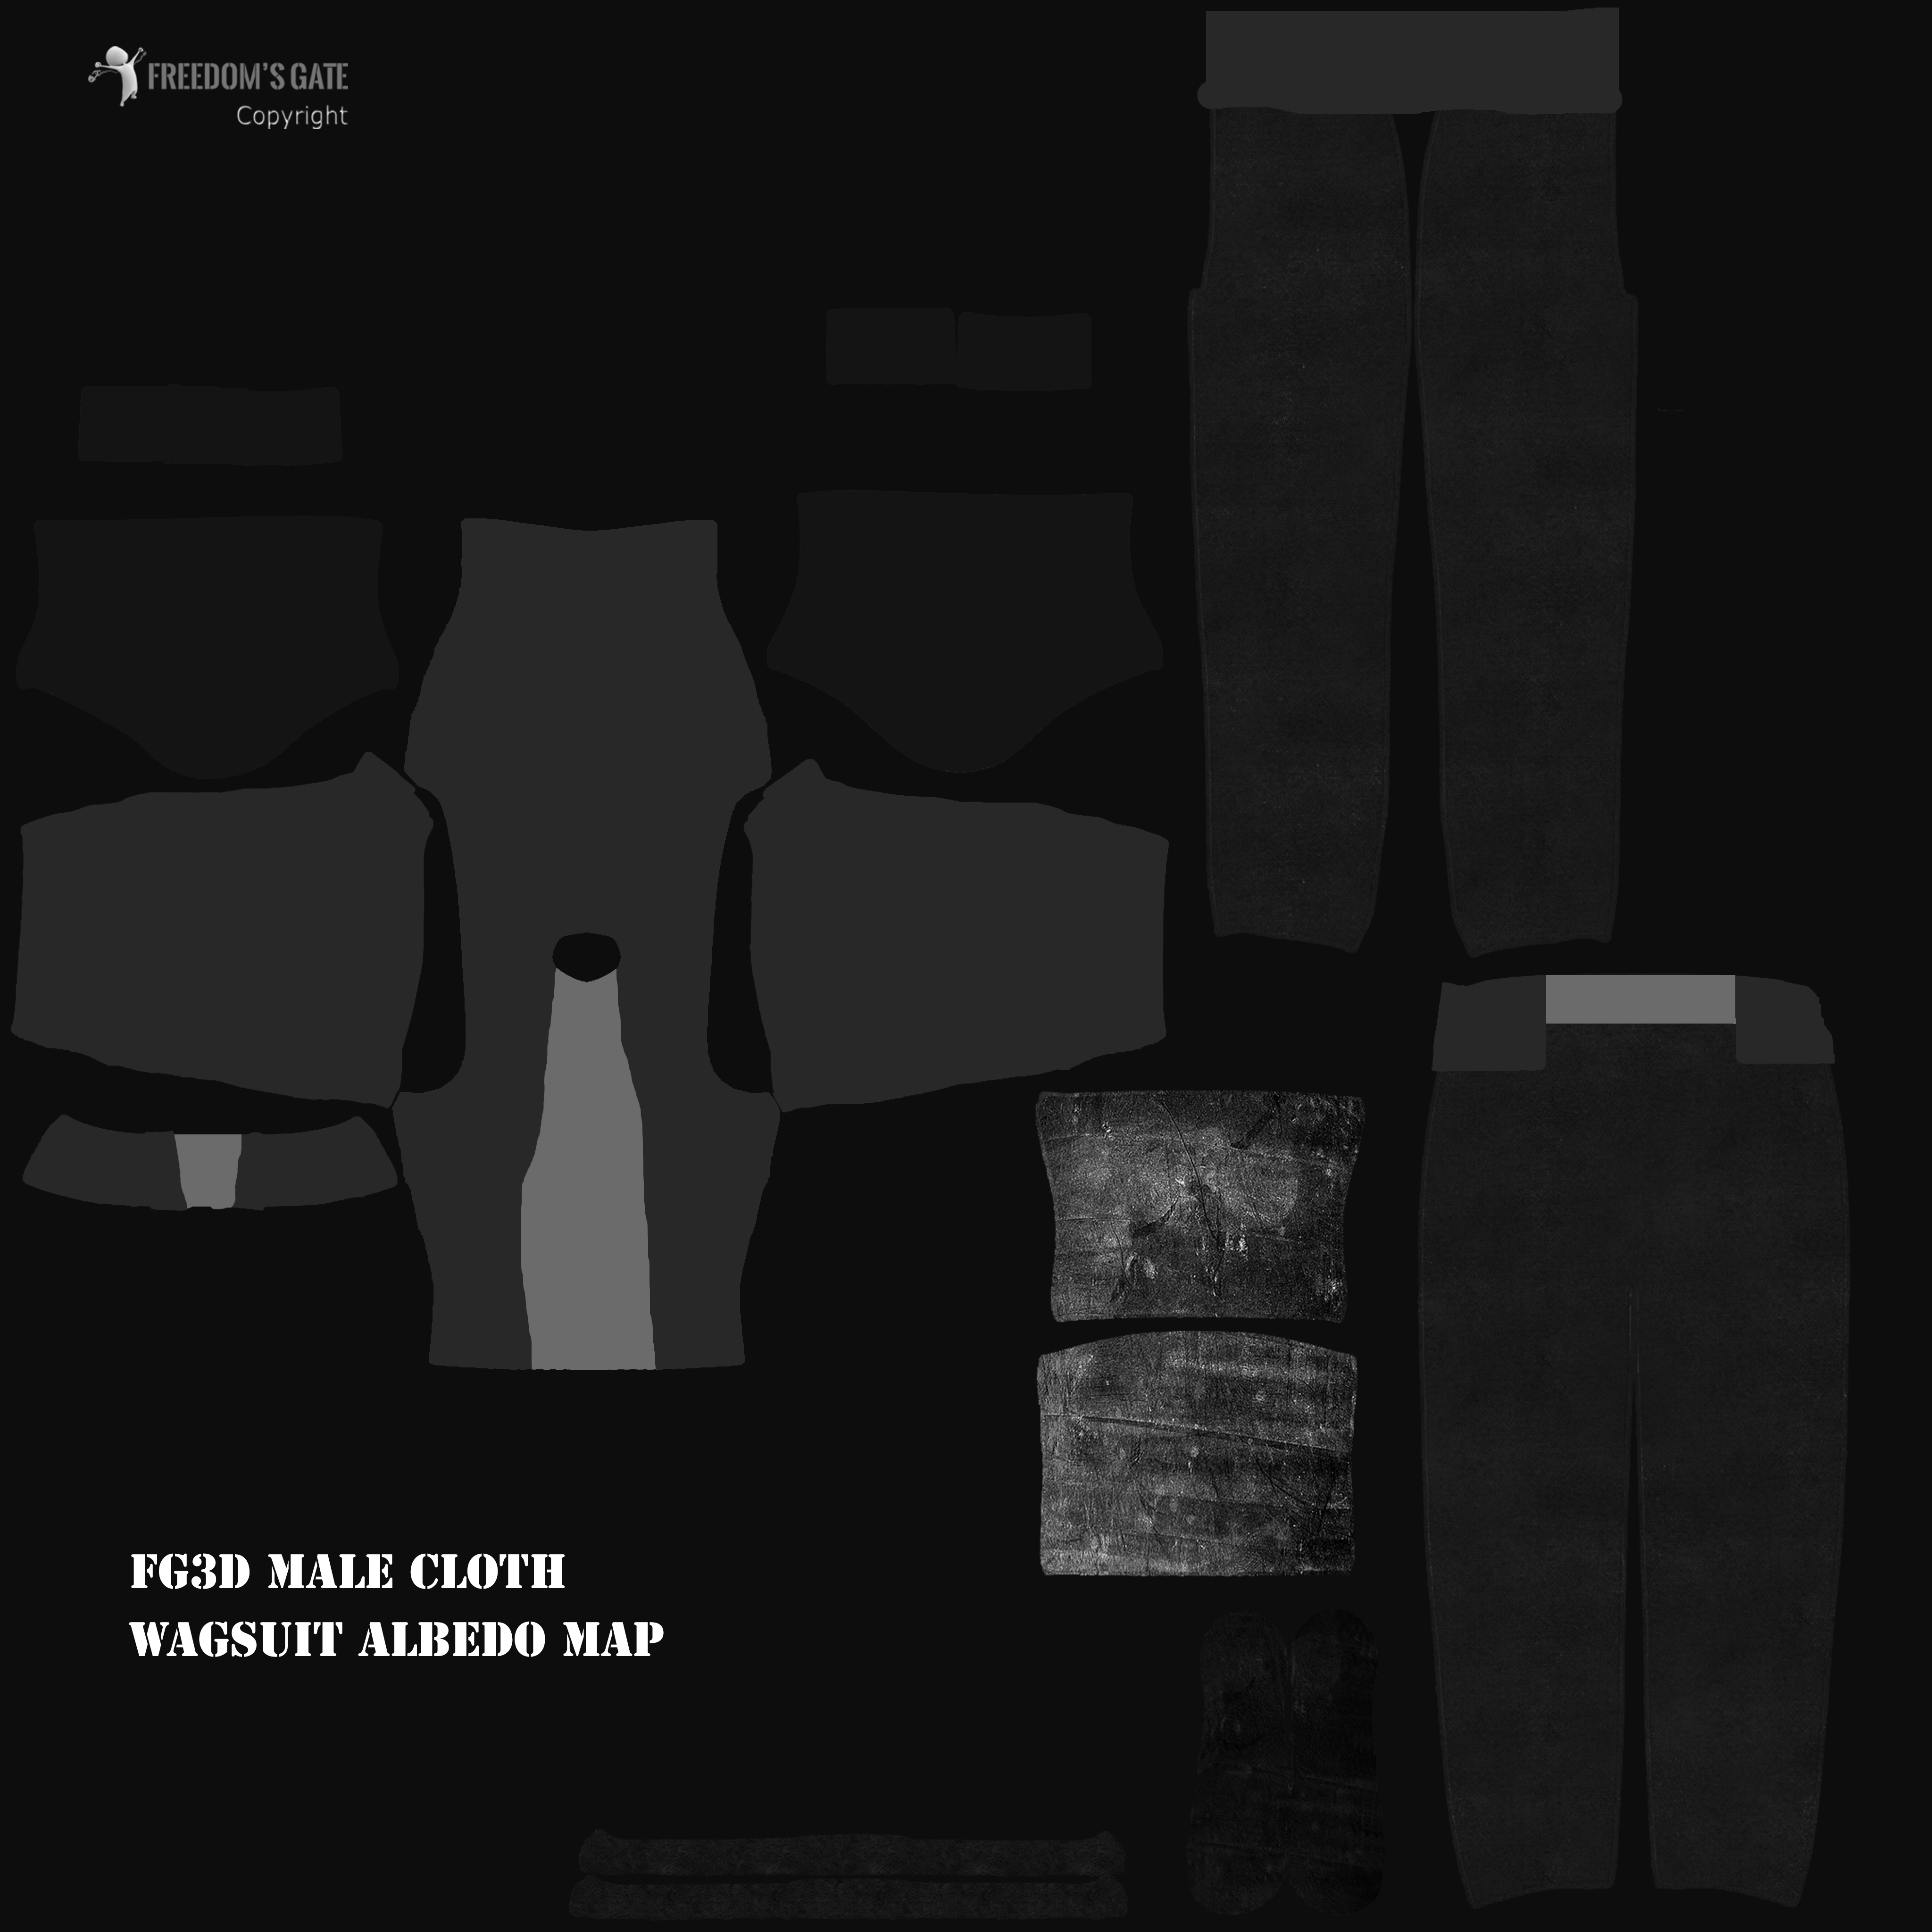 FREEDOM'S GATE
Copyright
FG3D MALE CLOTH
WAGSUIT ALBEDO MAP